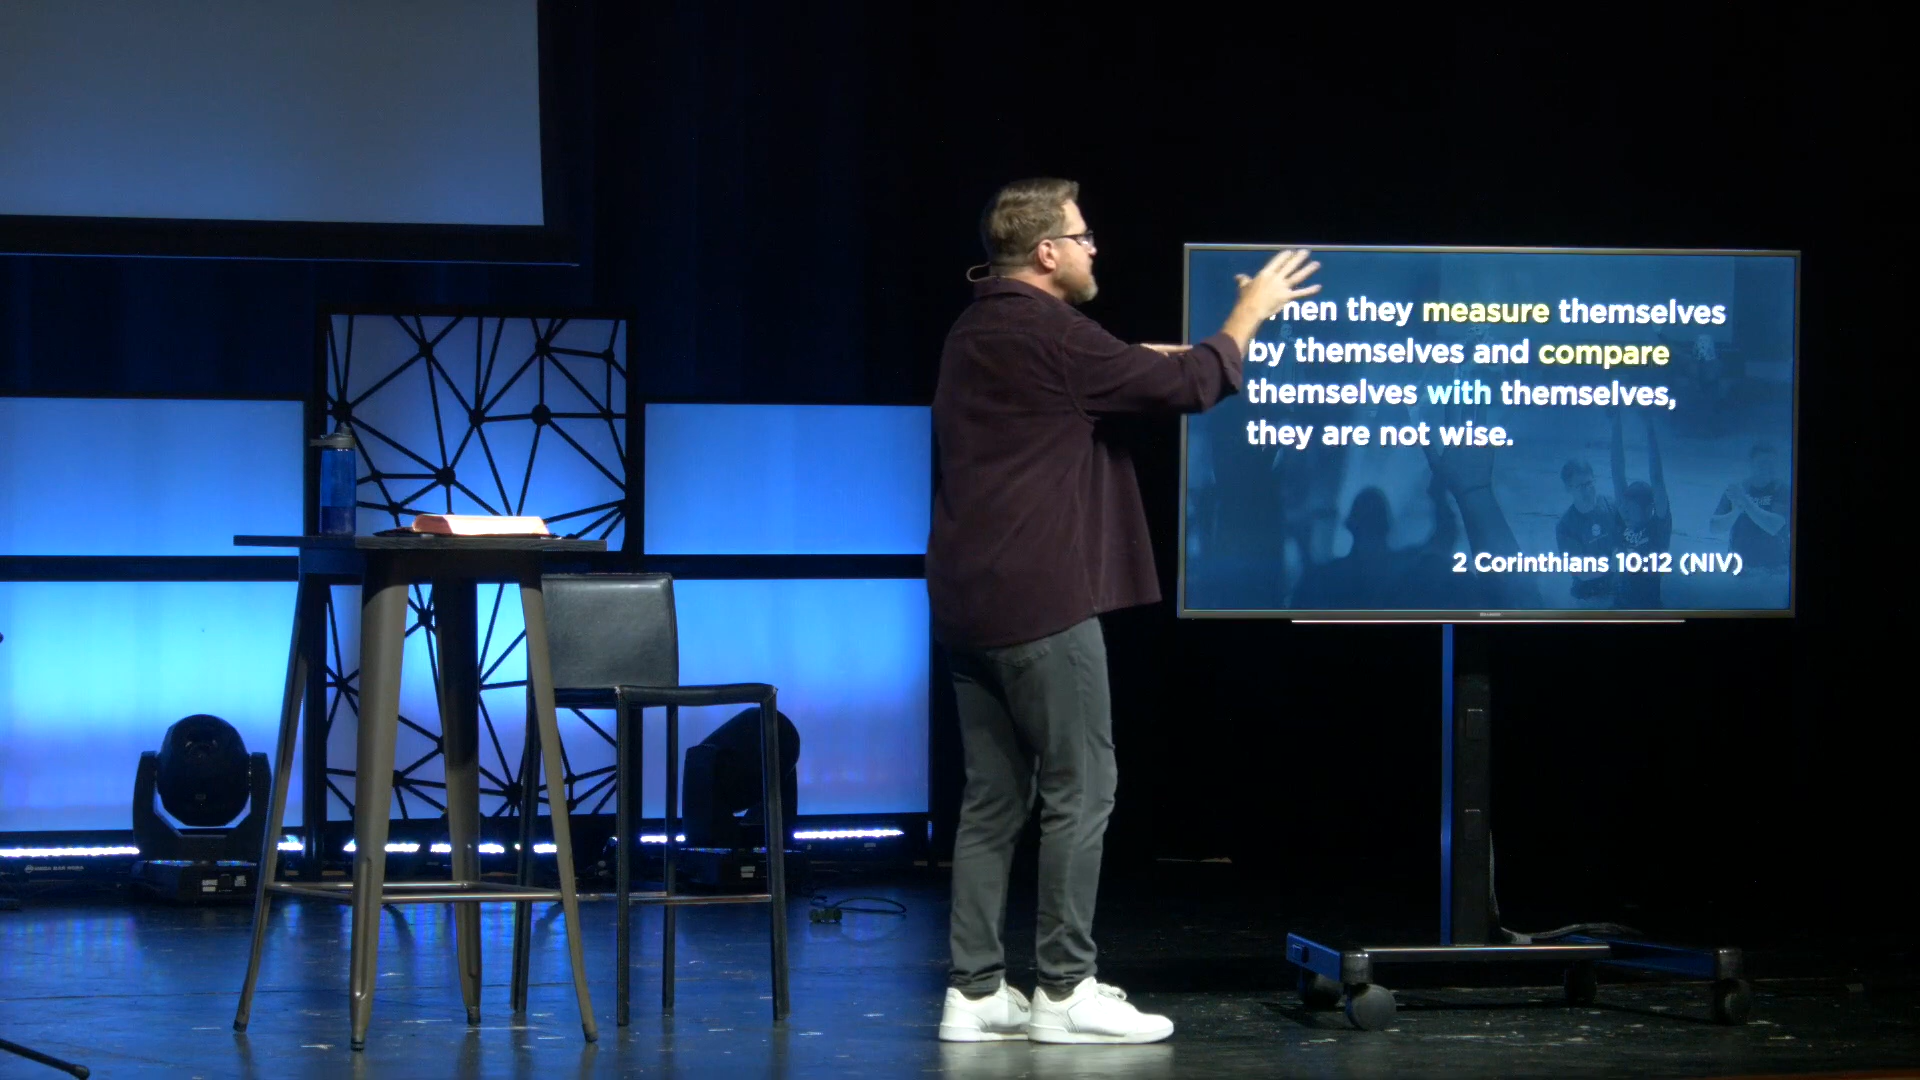 When they measure themselves
by themselves and compare
themselves with themselves,
they are not wise.
2 Corinthians 10:12 (NIV)